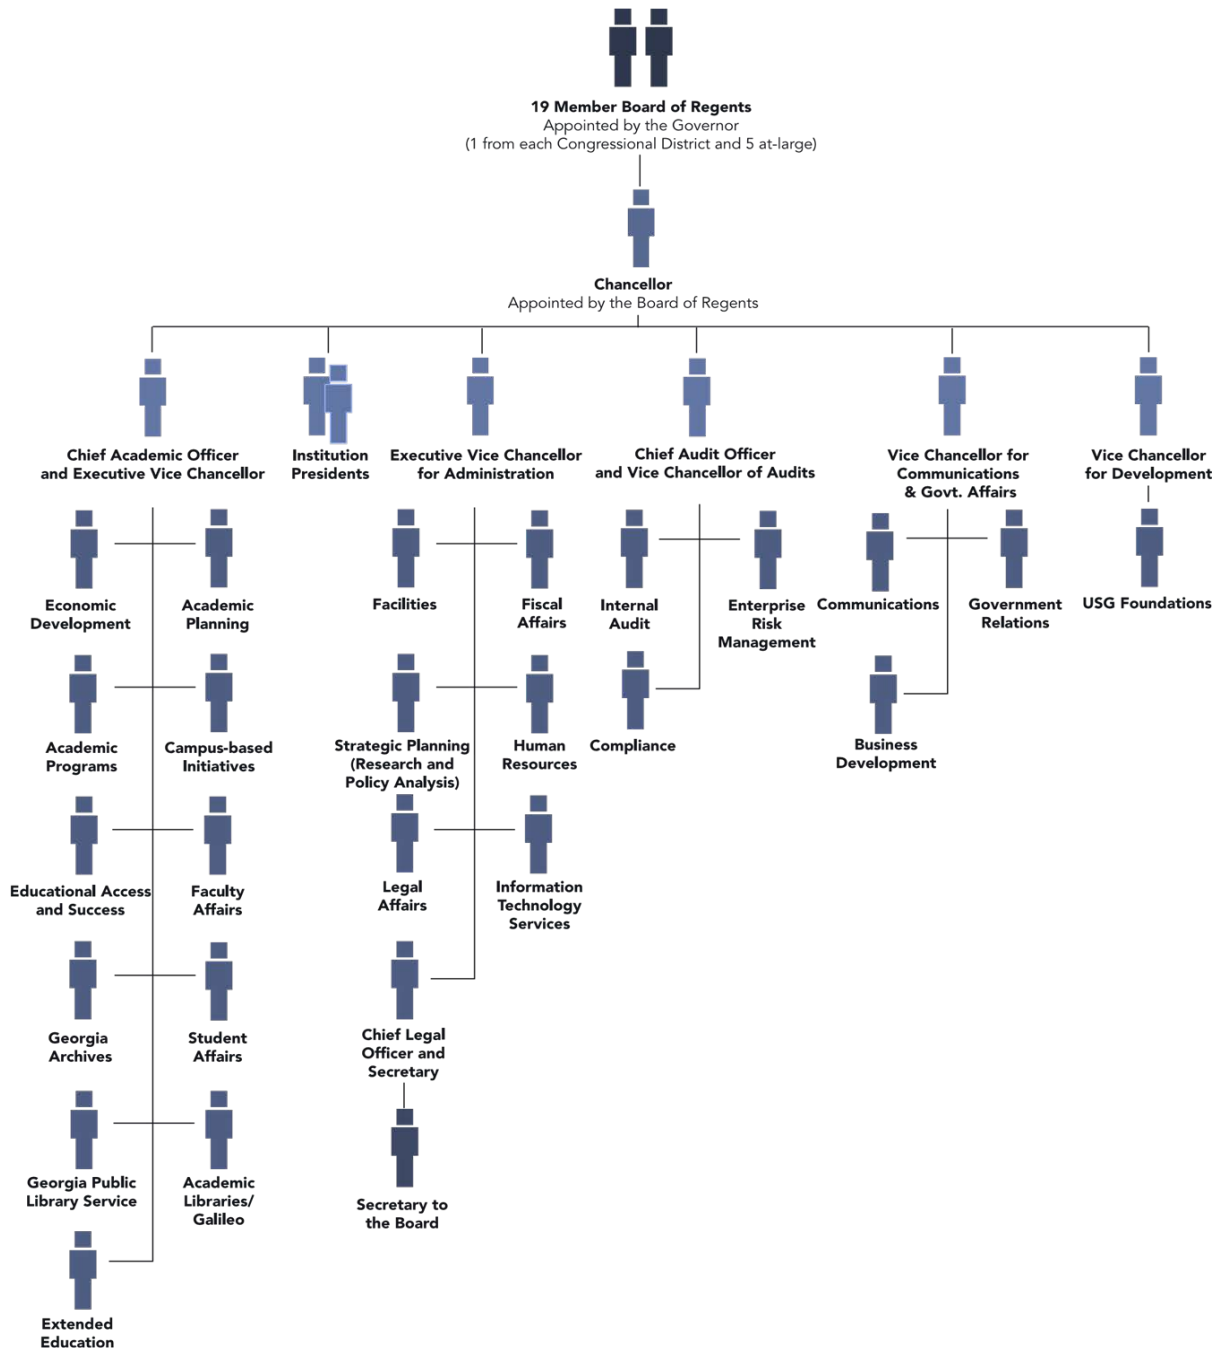 19 Member Board of Regents
Appointed by the Governor
(1 from each Congressional District and 5 at-large)
Chancellor
Appointed by the Board of Regents
Chief Academic Officer
and Executive Vice Chancellor
Institution
Presidents
Executive Vice Chancellor
for Administration
Chief Audit Officer
and Vice Chancellor of Audits
Vice Chancellor for
Communications
& Govt. Affairs
Vice Chancellor
for Development
Economic
Development
Academic
Planning
Facilities
Fiscal
Affairs
Internal
Audit
Enterprise
Risk
Management
Communications
Government
Relations
USG Foundations
Academic
Programs
Campus-based
Initiatives
Strategic Planning
(Research and
Policy Analysis)
Human
Resources
Compliance
Business
Development
Educational Access
and Success
Faculty
Affairs
Legal
Affairs
Information
Technology
Services
Georgia
Archives
Student
Affairs
Chief Legal
Officer and
Secretary
Georgia Public
Library Service
Academic
Libraries/
Galileo
Secretary to
the Board
Extended
Education